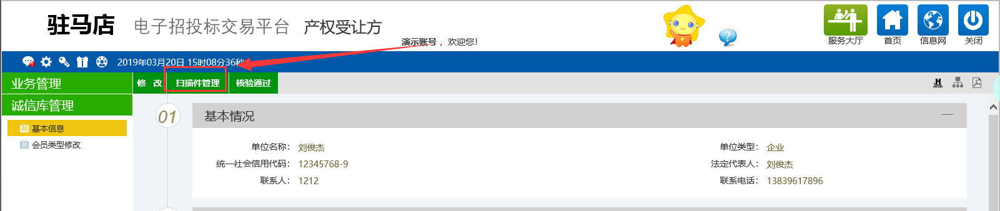 驻马店 电子招投标交易平台 产权受让方
演示账号，欢迎您！
服务大厅 首页 信息网 关闭
2019年03月20日 15时08分36秒
业务管理
修 改 扫描件管理 核验通过
诚信库管理
基本信息
会员类型修改
01 基本情况
单位名称： 刘俊杰 单位类型： 企业
统一社会信用代码： 12345768-9 法定代表人： 刘俊杰
联系人： 1212 联系电话： 13839617896